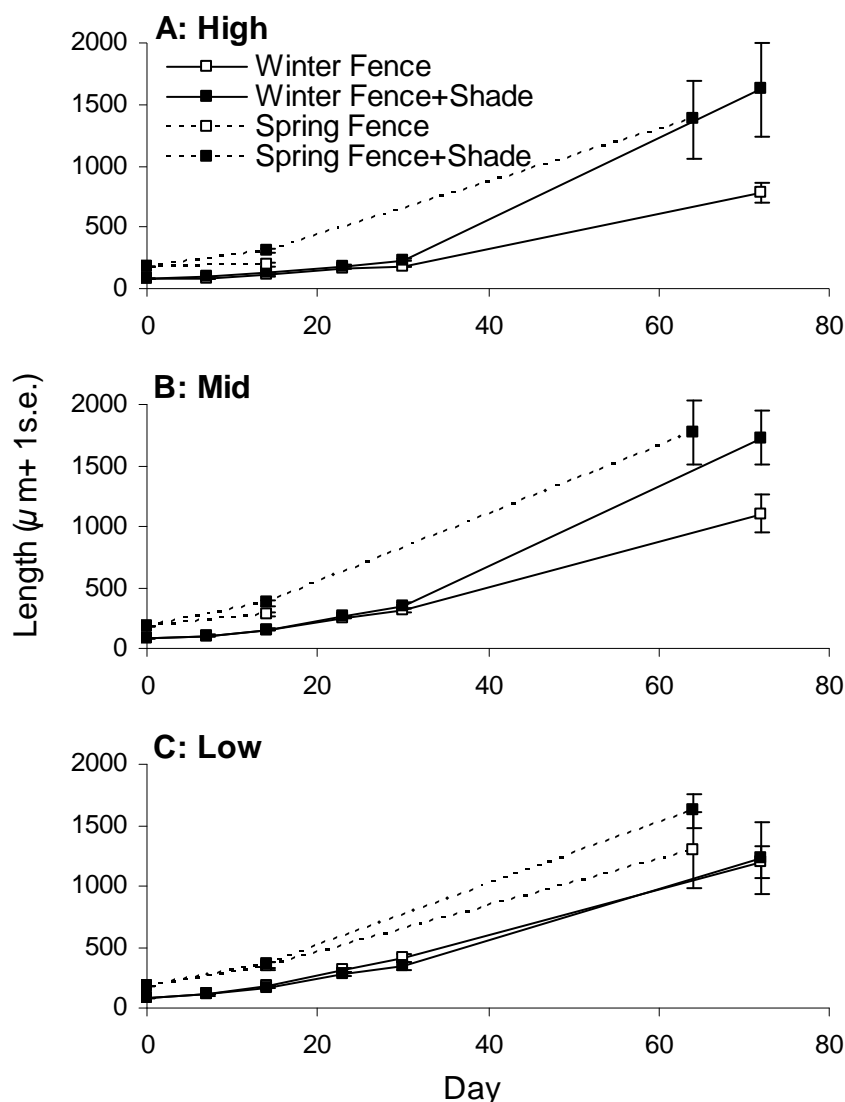 A: High
2000
1500
1000
500
0
Winter Fence
Winter Fence+Shade
Spring Fence
Spring Fence+Shade
0 20 40 60 80
B: Mid
2000
1500
1000
500
0
0 20 40 60 80
Length (µm+ 1s.e.)
C: Low
2000
1500
1000
500
0
0 20 40 60 80
Day